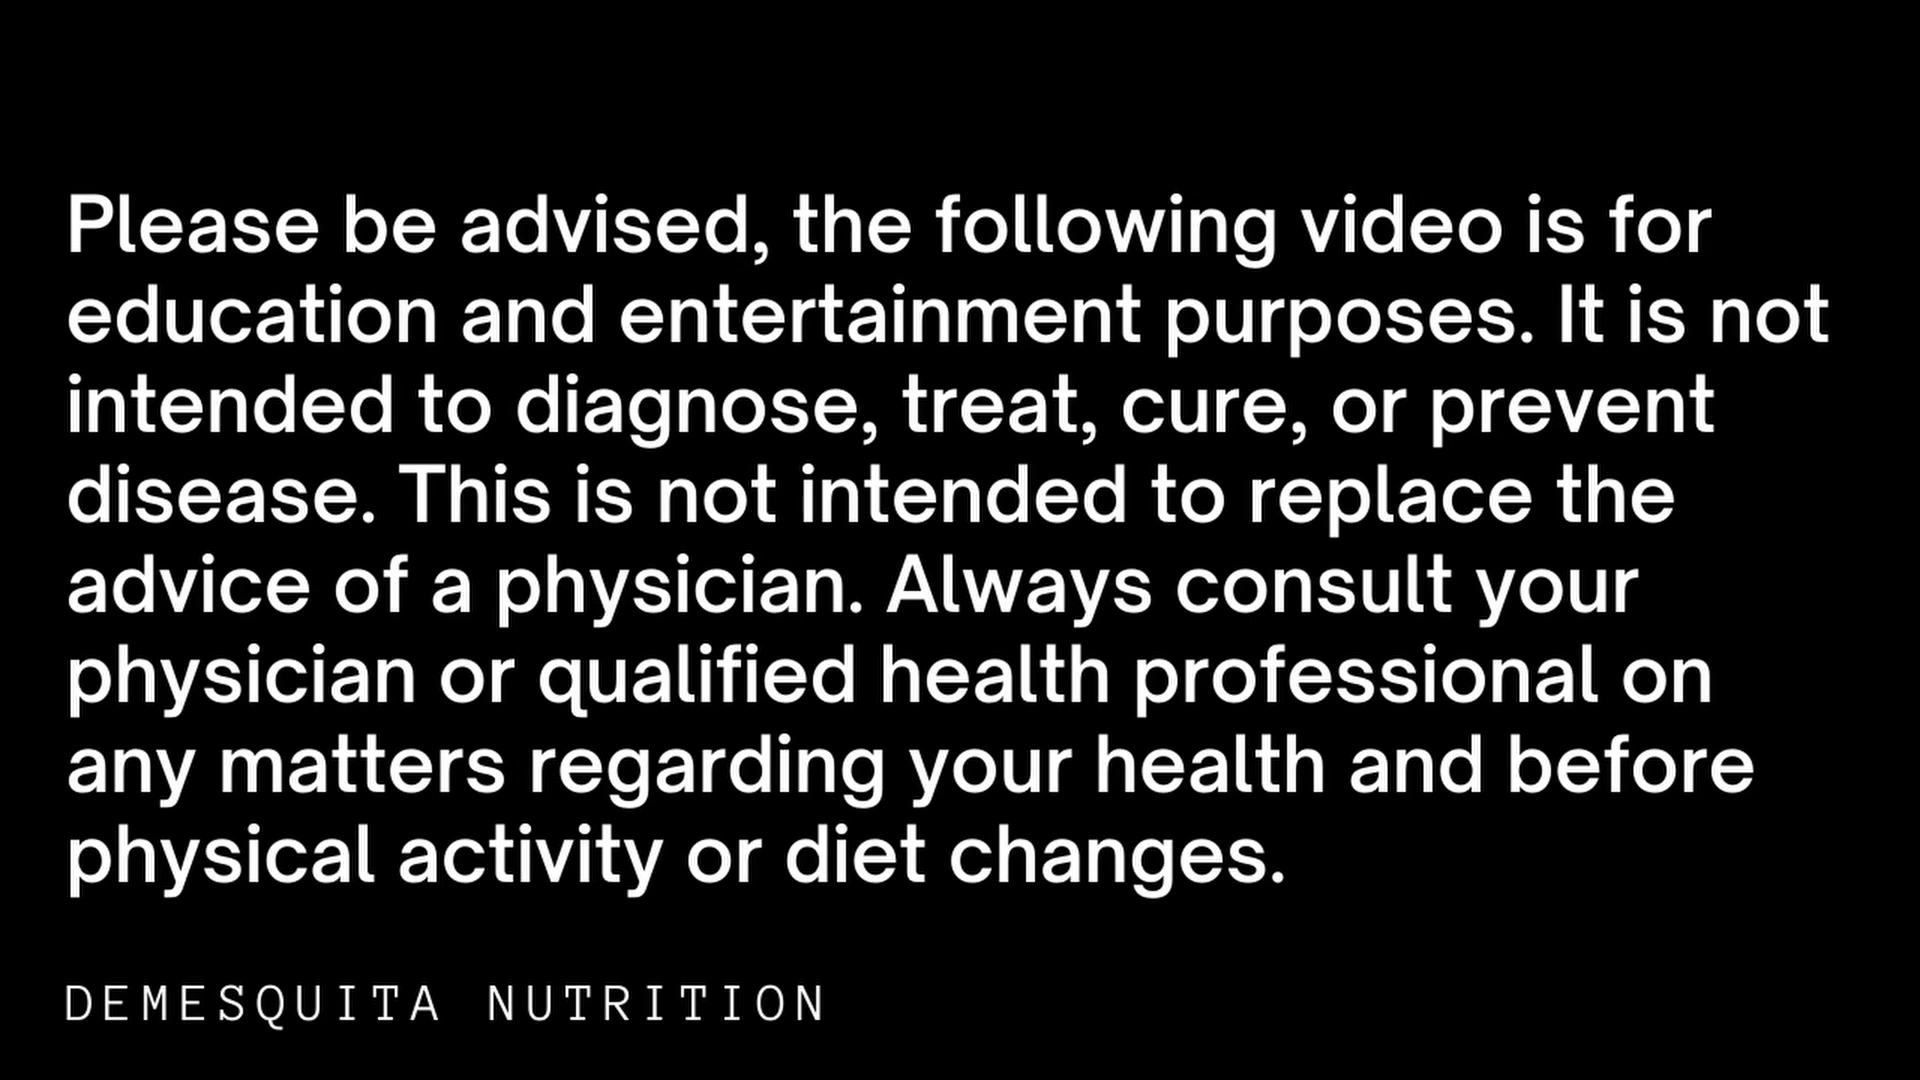 Please be advised, the following video is for
education and entertainment purposes. It is not
intended to diagnose, treat, cure, or prevent
disease. This is not intended to replace the
advice of a physician. Always consult your
physician or qualified health professional on
any matters regarding your health and before
physical activity or diet changes.
DEMESQUITA NUTRITION